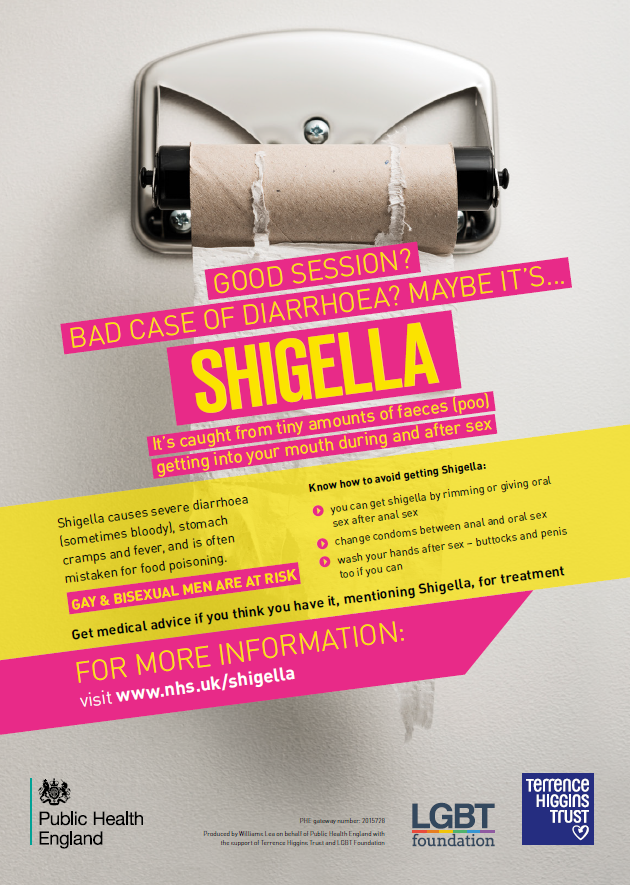 GOOD SESSION?
BAD CASE OF DIARRHOEA? MAYBE IT'S...
SHIGELLA
It's caught from tiny amounts of faeces (poo)
getting into your mouth during and after sex
Shigella causes severe diarrhoea
(sometimes bloody), stomach
cramps and fever, and is often
mistaken for food poisoning.
GAY & BISEXUAL MEN ARE AT RISK
Know how to avoid getting Shigella:
you can get shigella by rimming or giving oral
sex after anal sex
change condoms between anal and oral sex
wash your hands after sex – buttocks and penis
too if you can
Get medical advice if you think you have it, mentioning Shigella, for treatment
FOR MORE INFORMATION:
visit www.nhs.uk/shigella
Public Health
England
PHE gateway number: 2015728
Produced by Williams Lea on behalf of Public Health England with
the support of Terrence Higgins Trust and LGBT Foundation
LGBT
foundation
Terrence
HIGGINS
TRUST